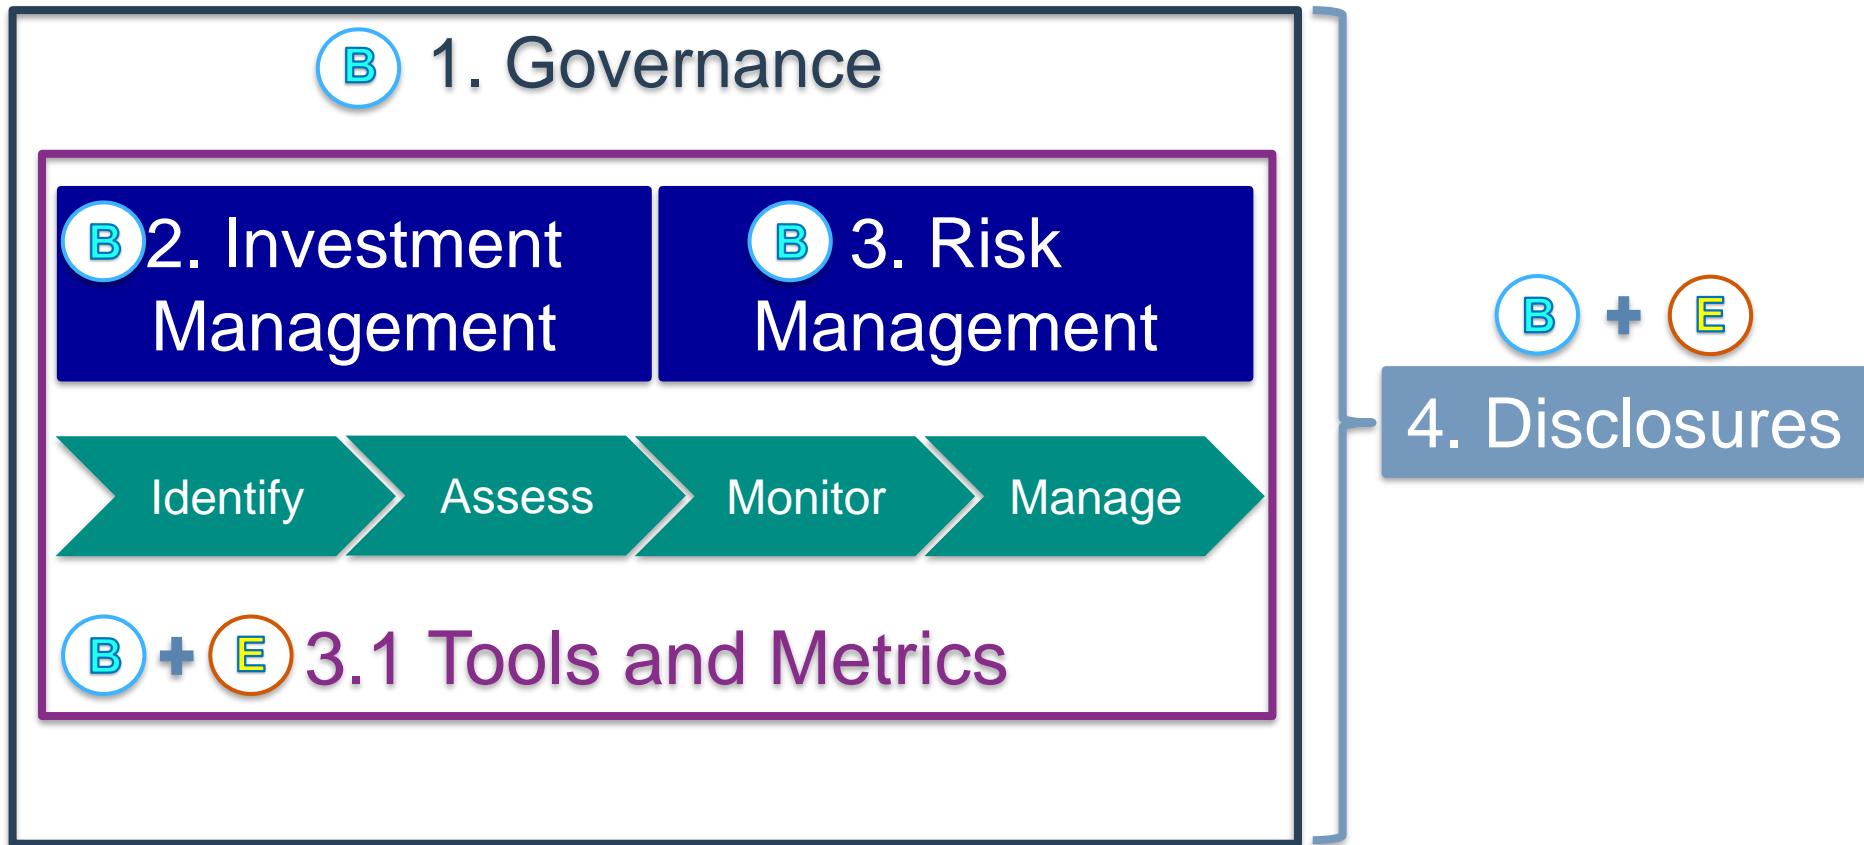 B 1. Governance
B 2. Investment
Management
B 3. Risk
Management
Identify
Assess
Monitor
Manage
B + E 3.1 Tools and Metrics
B + E
4. Disclosures